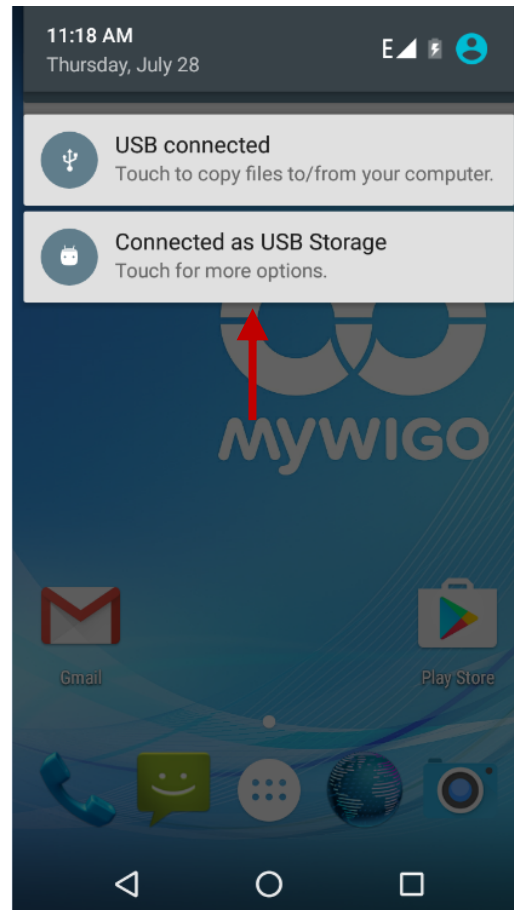 11:18 AM
Thursday, July 28
E
USB connected
Touch to copy files to/from your computer.
Connected as USB Storage
Touch for more options.
MYWIGO
Gmail
Play Store